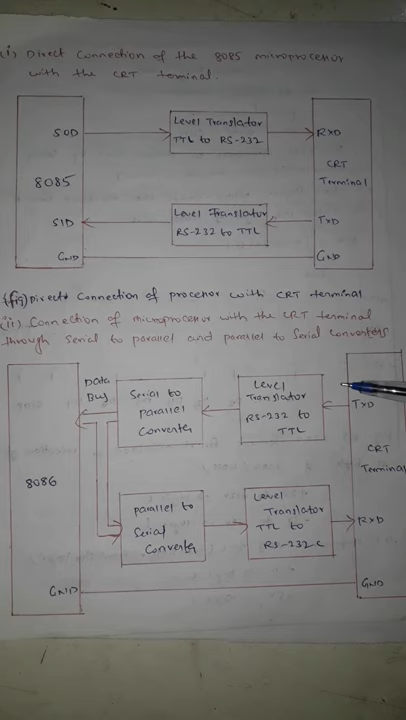 (i) Direct Connection of the 8085 microprocessor
with the CRT terminal.
SOD
Level Translator
TTL to RS-232
RXD
CRT
Terminal
8085
SID
Level Translator
RS-232 to TTL
TXD
GND
GND
(fig) Direct Connection of processor with CRT terminal
(ii) Connection of microprocessor with the CRT terminal
through Serial to parallel and parallel to Serial Converters
Data
Bus
Serial to
parallel
Converter
Level
Translator
RS-232 to
TTL
TXD
CRT
Terminal
8086
parallel to
Serial
Converter
Level
Translator
TTL to
RS-232C
RXD
GND
GND